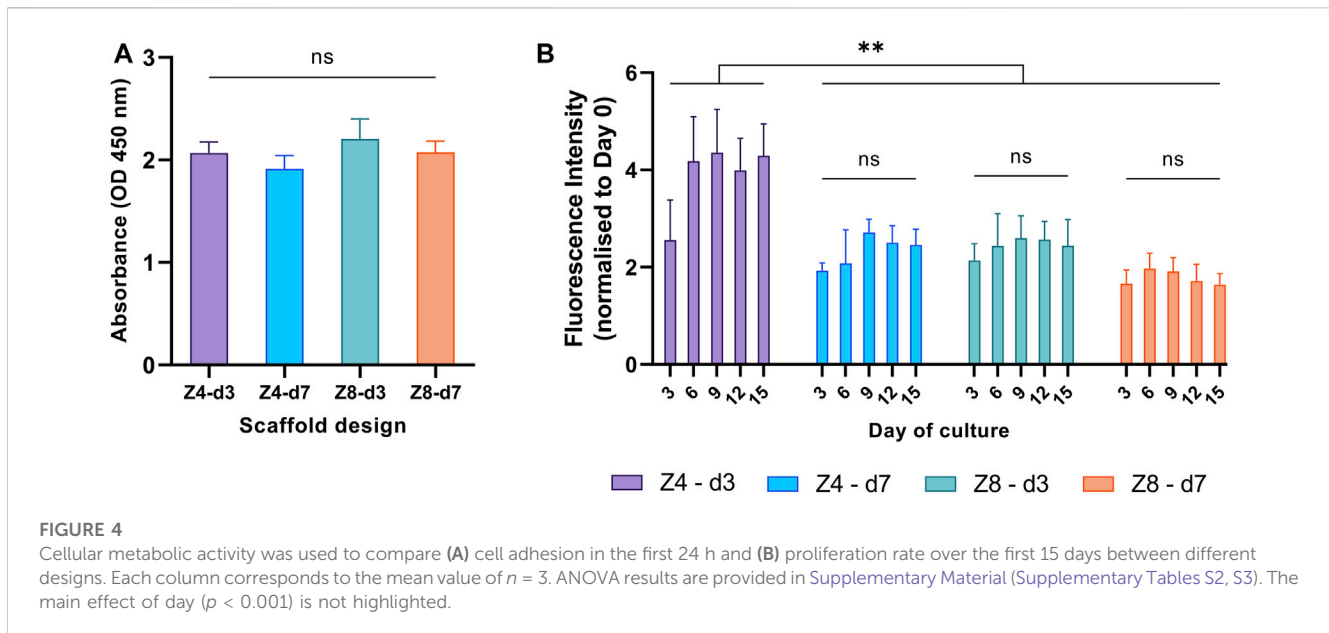 A
Absorbance (OD 450 nm)
3
2
1
0
ns
Z4-d3 Z4-d7 Z8-d3 Z8-d7
Scaffold design
B
Fluorescence Intensity
(normalised to Day 0)
6
4
2
0
**
ns ns ns
3 6 9 12 15 3 6 9 12 15 3 6 9 12 15 3 6 9 12 15
Day of culture
Z4 - d3 Z4 - d7 Z8 - d3 Z8 - d7
FIGURE 4
Cellular metabolic activity was used to compare (A) cell adhesion in the first 24 h and (B) proliferation rate over the first 15 days between different
designs. Each column corresponds to the mean value of n = 3. ANOVA results are provided in Supplementary Material (Supplementary Tables S2, S3). The
main effect of day (p < 0.001) is not highlighted.